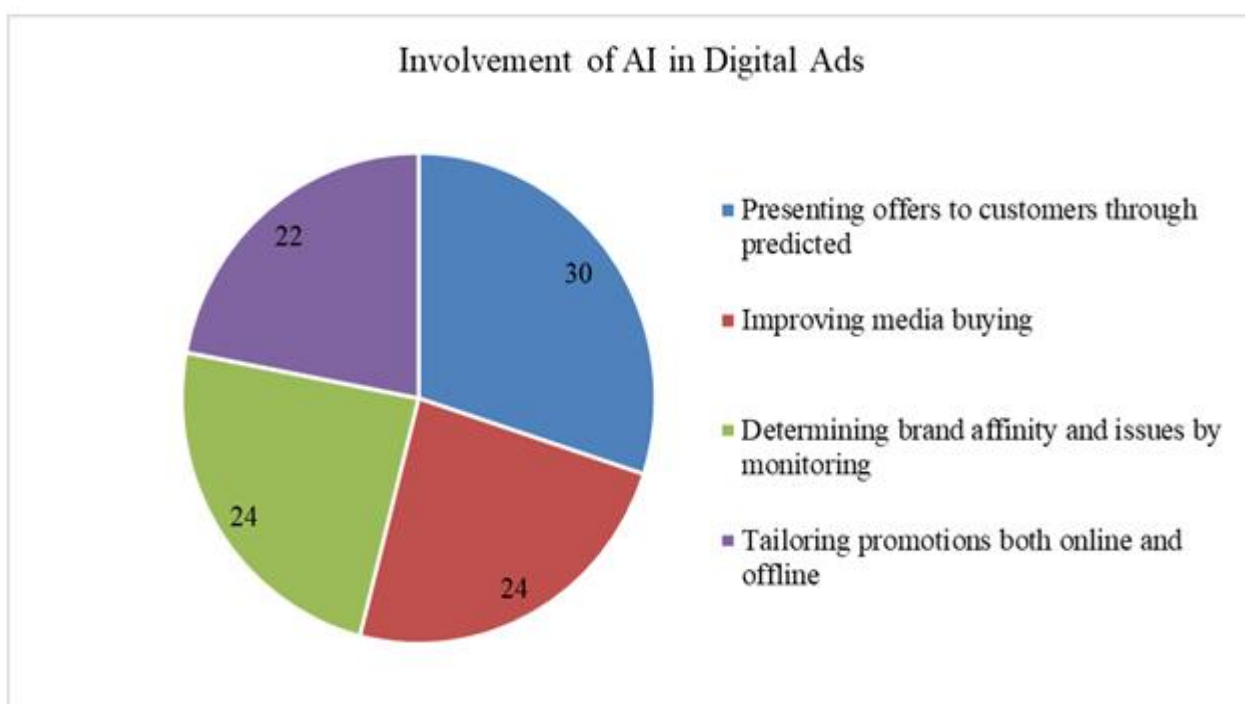 Involvement of AI in Digital Ads
22
30
24
24
Presenting offers to customers through
predicted
Improving media buying
Determining brand affinity and issues by
monitoring
Tailoring promotions both online and
offline